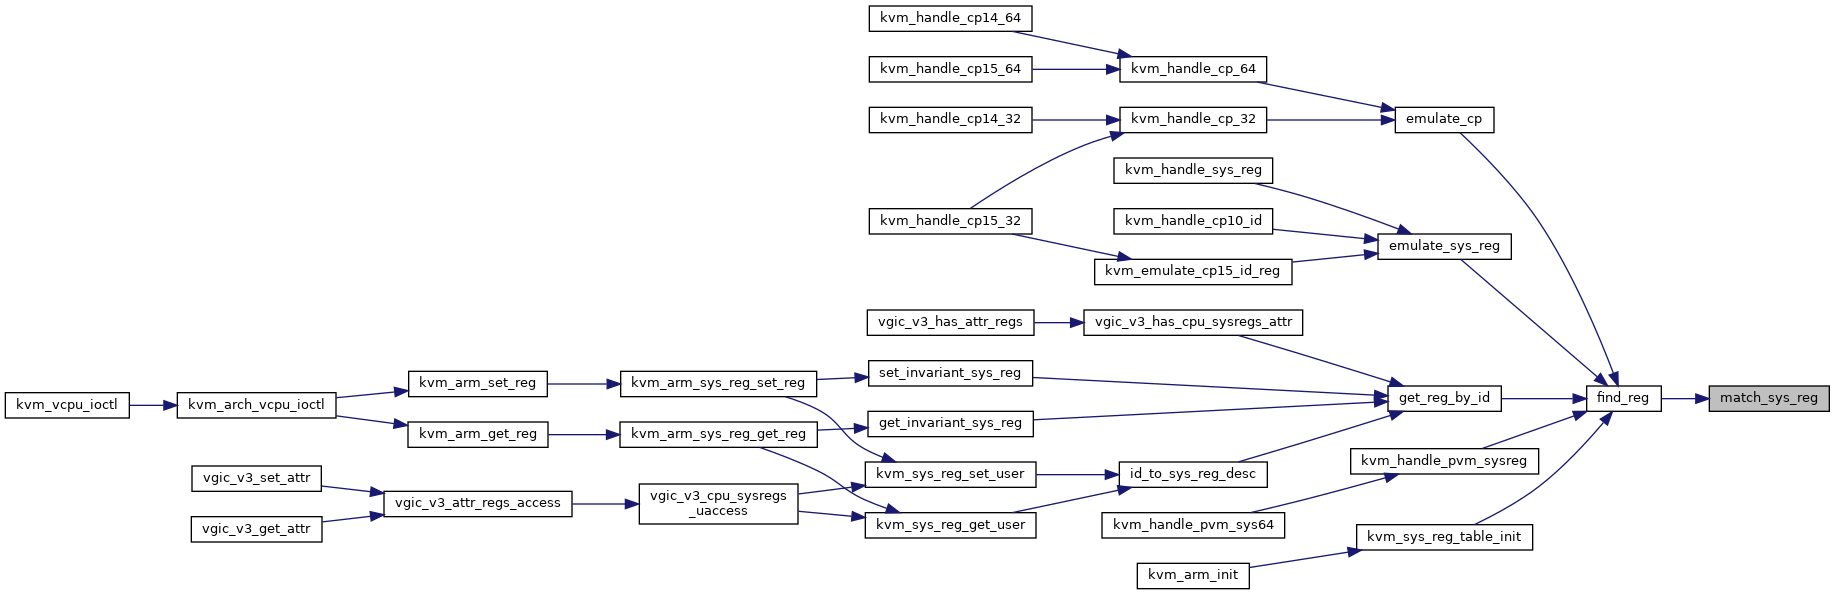 kvm_handle_cp14_64
kvm_handle_cp15_64
kvm_handle_cp_64
kvm_handle_cp14_32
kvm_handle_cp_32
emulate_cp
kvm_handle_sys_reg
kvm_handle_cp15_32
kvm_handle_cp10_id
emulate_sys_reg
kvm_emulate_cp15_id_reg
vgic_v3_has_attr_regs
vgic_v3_has_cpu_sysregs_attr
set_invariant_sys_reg
kvm_arm_set_reg
kvm_arm_sys_reg_set_reg
kvm_vcpu_ioctl
kvm_arch_vcpu_ioctl
get_reg_by_id
find_reg
match_sys_reg
get_invariant_sys_reg
kvm_arm_get_reg
kvm_arm_sys_reg_get_reg
kvm_handle_pvm_sysreg
vgic_v3_set_attr
kvm_sys_reg_set_user
id_to_sys_reg_desc
vgic_v3_attr_regs_access
vgic_v3_cpu_sysregs
_uaccess
vgic_v3_get_attr
kvm_sys_reg_get_user
kvm_handle_pvm_sys64
kvm_sys_reg_table_init
kvm_arm_init